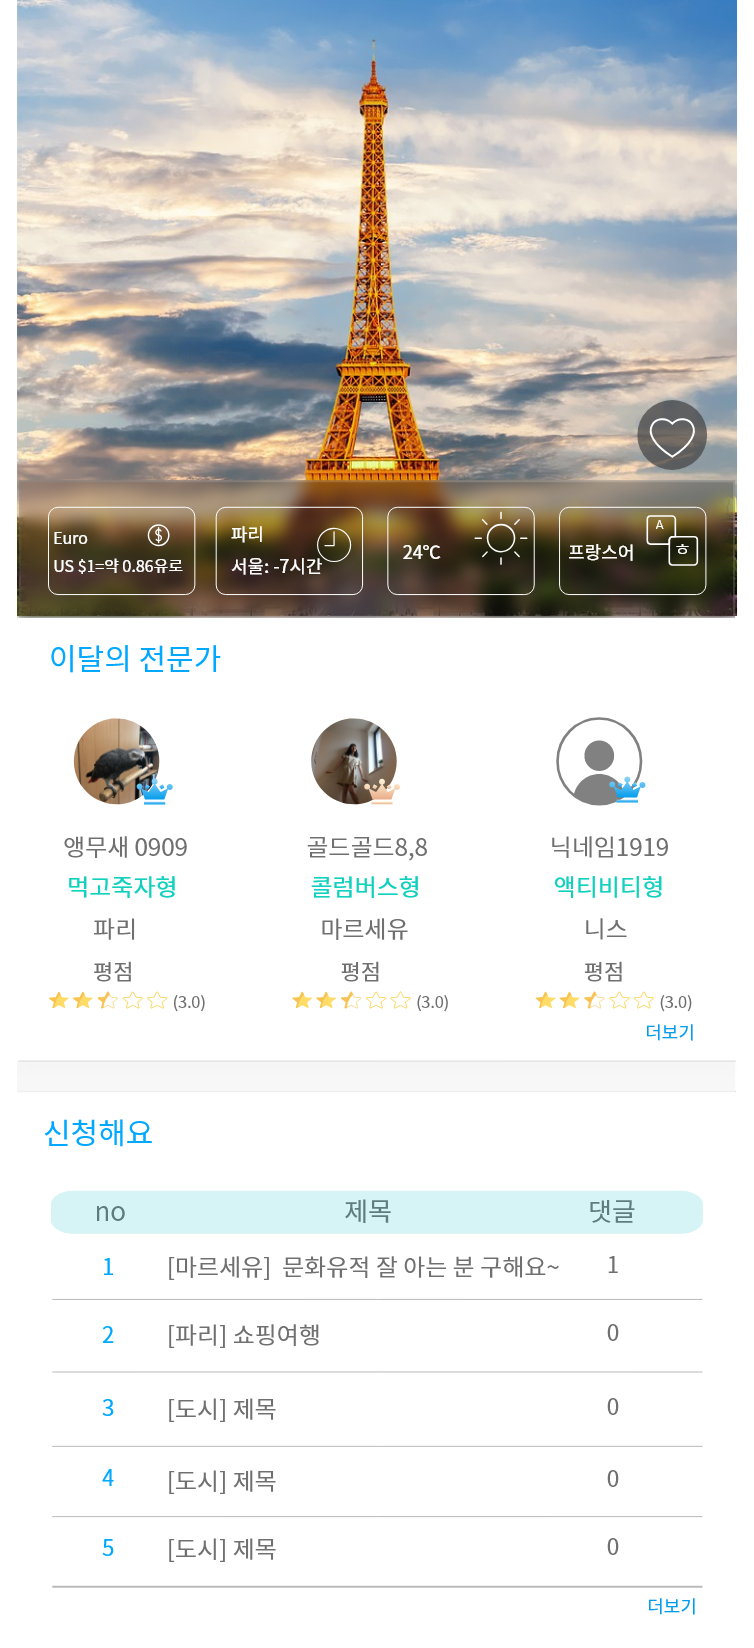 Euro
$
US $1=약 0.86유로
파리
서울: -7시간
24℃
프랑스어
A
ㅎ
이달의 전문가
앵무새 0909
골드골드8,8
닉네임1919
먹고죽자형
콜럼버스형
액티비티형
파리
마르세유
니스
평점
평점
평점
(3.0)
(3.0)
(3.0)
더보기
신청해요
no 제목 댓글
1 [마르세유] 문화유적 잘 아는 분 구해요~ 1
2 [파리] 쇼핑여행 0
3 [도시] 제목 0
4 [도시] 제목 0
5 [도시] 제목 0
더보기